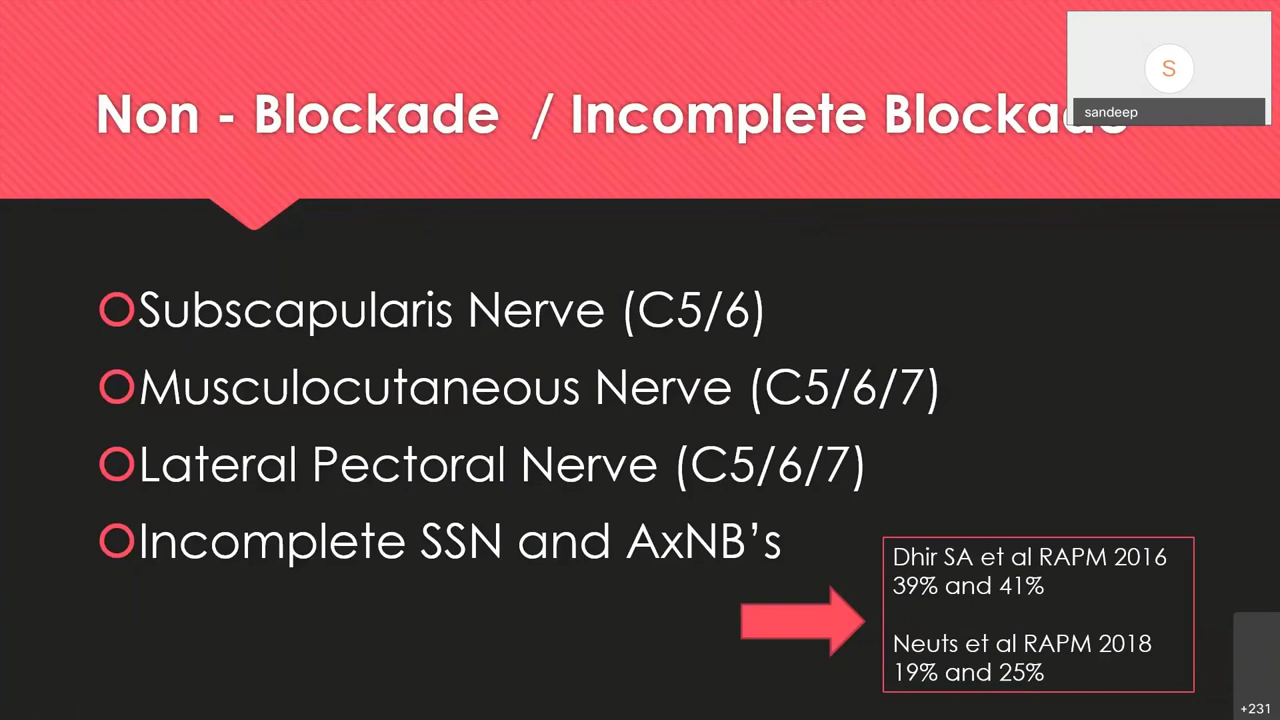 Non - Blockade / Incomplete Blockade
S
sandeep
Subscapularis Nerve (C5/6)
Musculocutaneous Nerve (C5/6/7)
Lateral Pectoral Nerve (C5/6/7)
Incomplete SSN and AxNB’s
Dhir SA et al RAPM 2016
39% and 41%
Neuts et al RAPM 2018
19% and 25%
+231